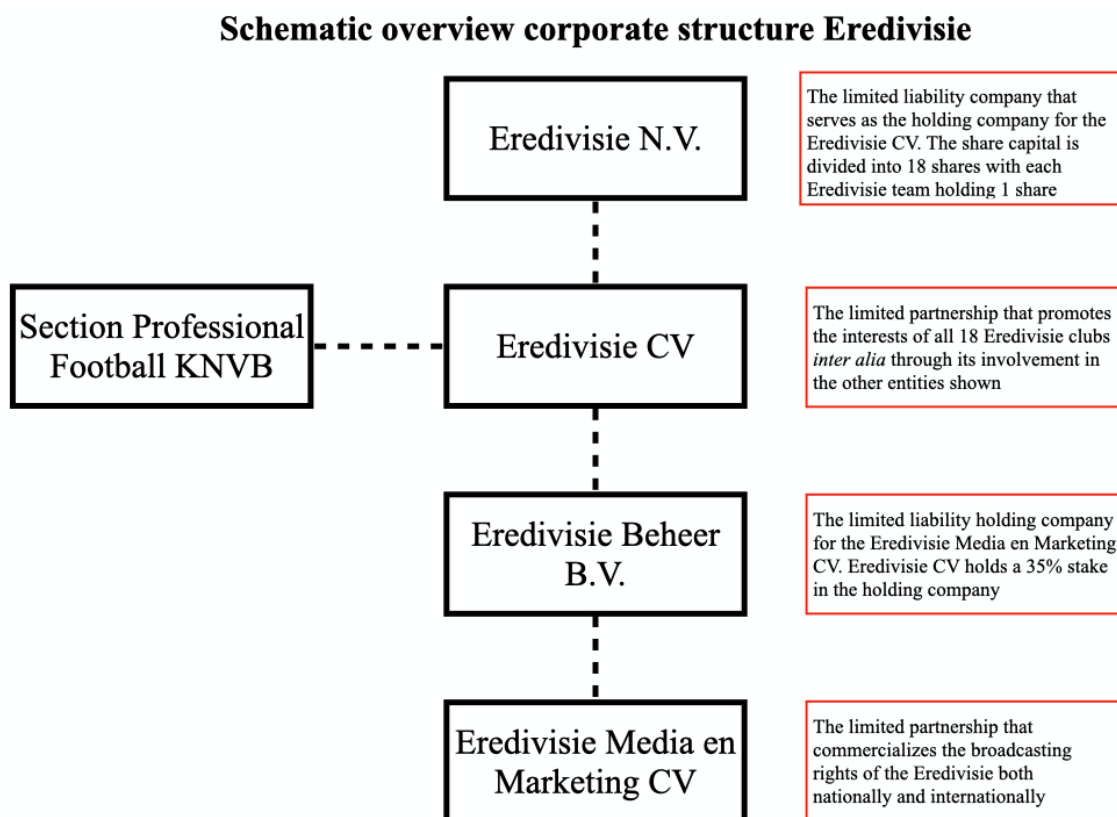 Schematic overview corporate structure Eredivisie
Eredivisie N.V.
The limited liability company that
serves as the holding company for the
Eredivisie CV. The share capital is
divided into 18 shares with each
Eredivisie team holding 1 share
Section Professional
Football KNVB
Eredivisie CV
The limited partnership that promotes
the interests of all 18 Eredivisie clubs
inter alia through its involvement in
the other entities shown
Eredivisie Beheer
B.V.
The limited liability holding company
for the Eredivisie Media en Marketing
CV. Eredivisie CV holds a 35% stake
in the holding company
Eredivisie Media en
Marketing CV
The limited partnership that
commercializes the broadcasting
rights of the Eredivisie both
nationally and internationally